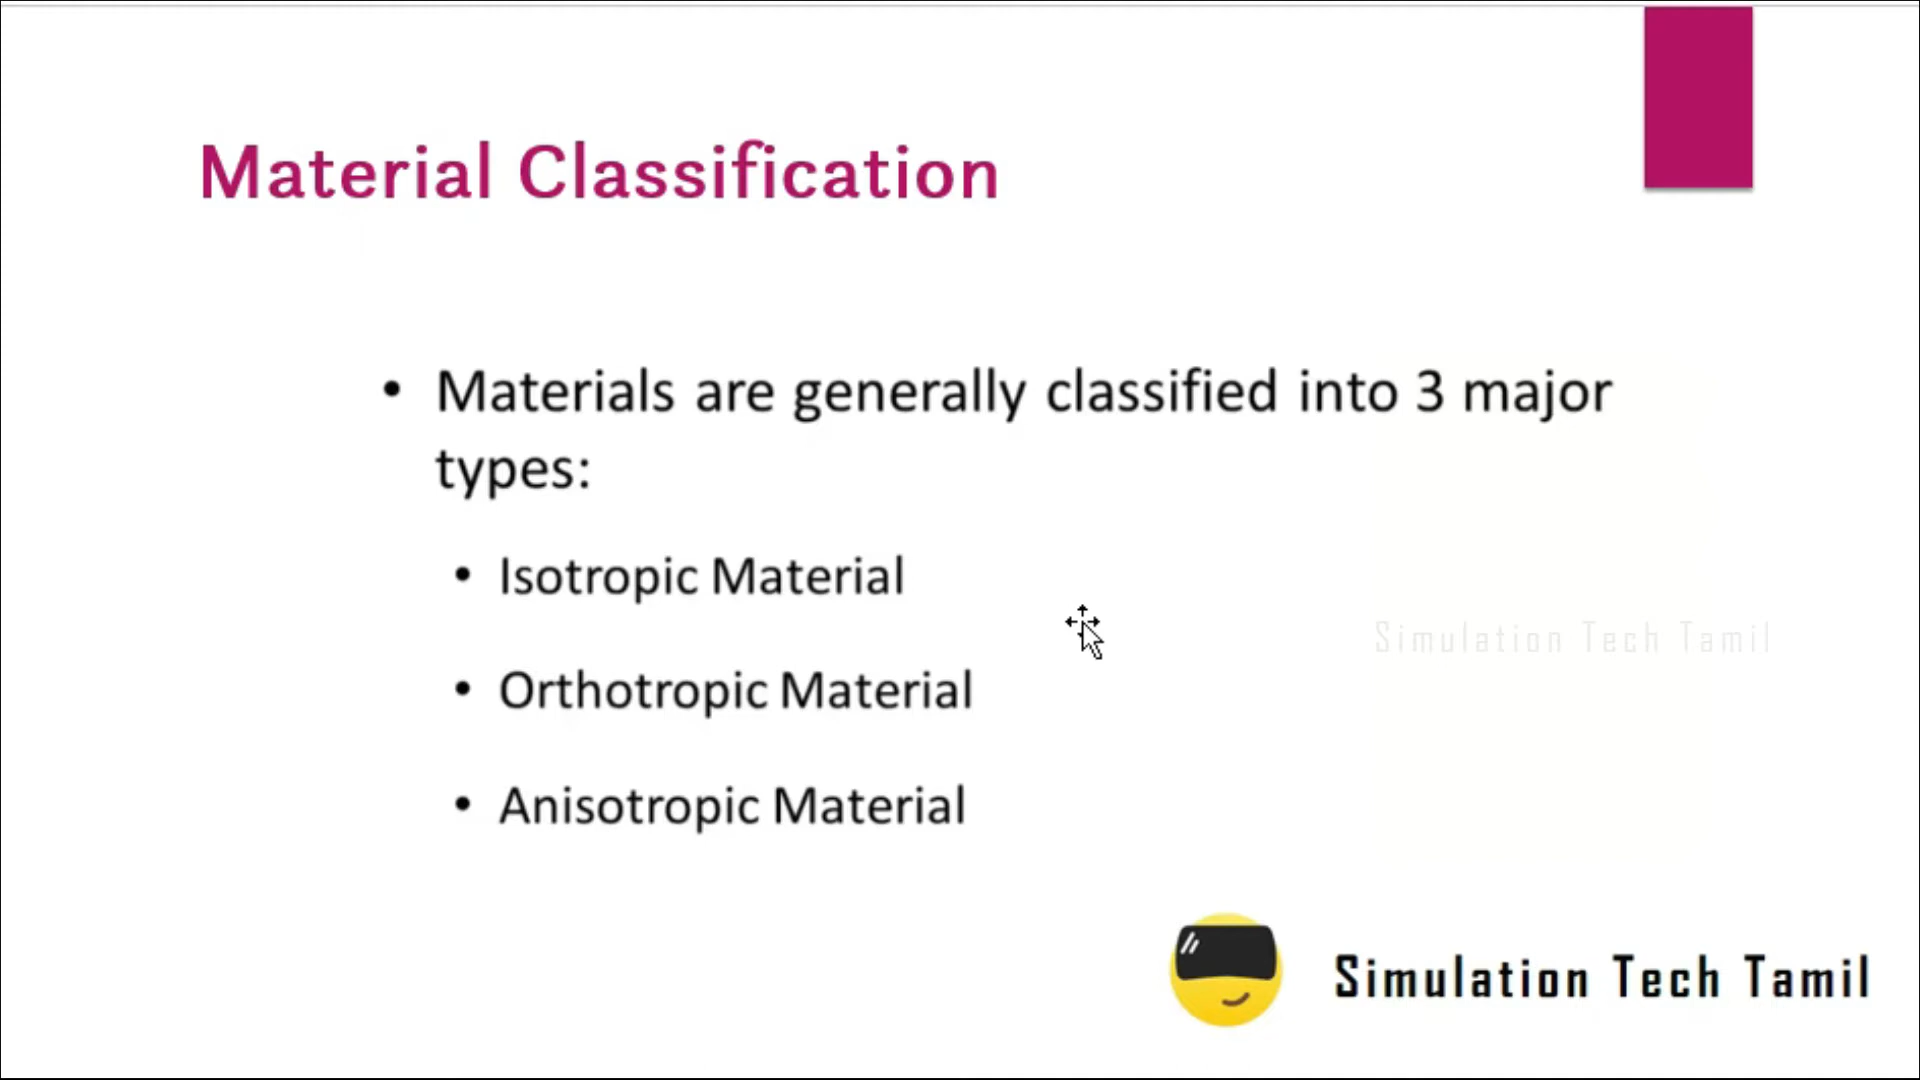 Material Classification
• Materials are generally classified into 3 major
types:
• Isotropic Material
• Orthotropic Material
• Anisotropic Material
Simulation Tech Tamil
Simulation Tech Tamil